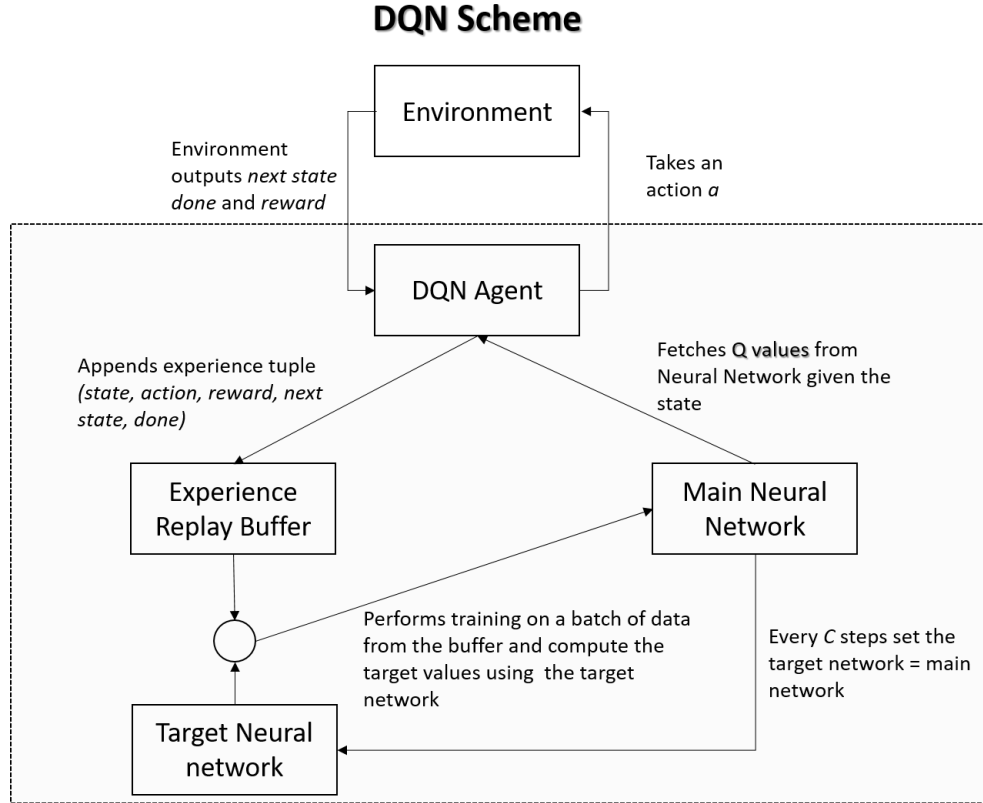 DQN Scheme
Environment
Environment
outputs next state
done and reward
Takes an
action a
DQN Agent
Appends experience tuple
(state, action, reward, next
state, done)
Fetches Q values from
Neural Network given the
state
Experience
Replay Buffer
Main Neural
Network
Performs training on a batch of data
from the buffer and compute the
target values using  the target
network
Every C steps set the
target network = main
network
Target Neural
network